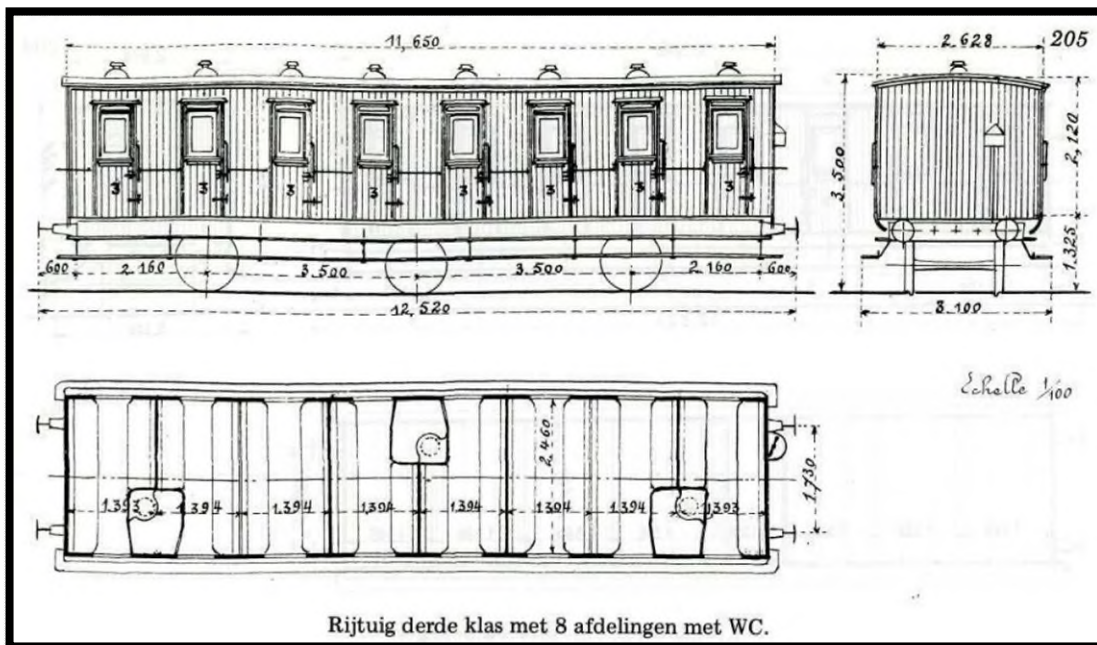 11,650
2 628
205
3 3 3 3 3 3 3 3
3,500
2,120
1.325
600 2.160 3.500 3.500 2.160 600
12,520
3.100
Echelle 1/100
2,460
1,730
1.393 1.394 1.394 1.394 1.394 1.394 1.394 1.393
Rijtuig derde klas met 8 afdelingen met WC.